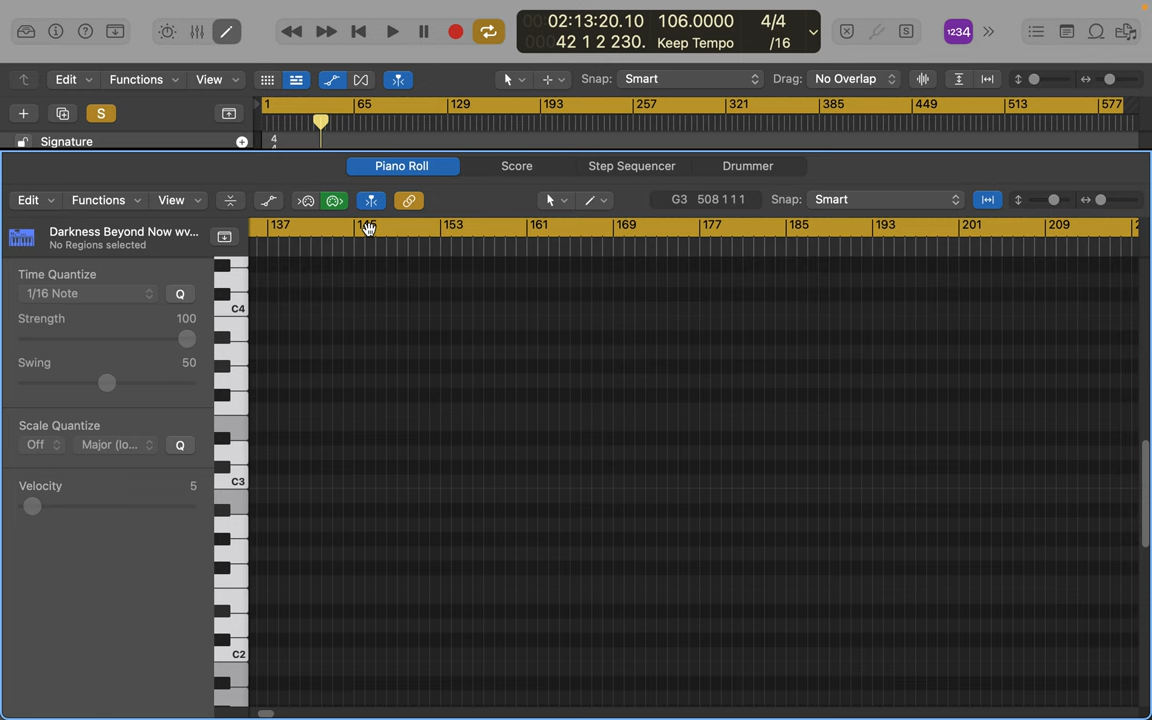 02:13:20.10 106.0000 4/4
42 1 2 230. Keep Tempo /16
1234
Edit Functions View Snap: Smart Drag: No Overlap
S
1 65 129 193 257 321 385 449 513 577
Signature
4
Piano Roll Score Step Sequencer Drummer
Edit Functions View G3 508 1 1 1 Snap: Smart
137 145 153 161 169 177 185 193 201 209
Darkness Beyond Now wv...
No Regions selected
Time Quantize
1/16 Note Q
Strength 100
Swing 50
Scale Quantize
Off Major (lo... Q
Velocity 5
C4
C3
C2